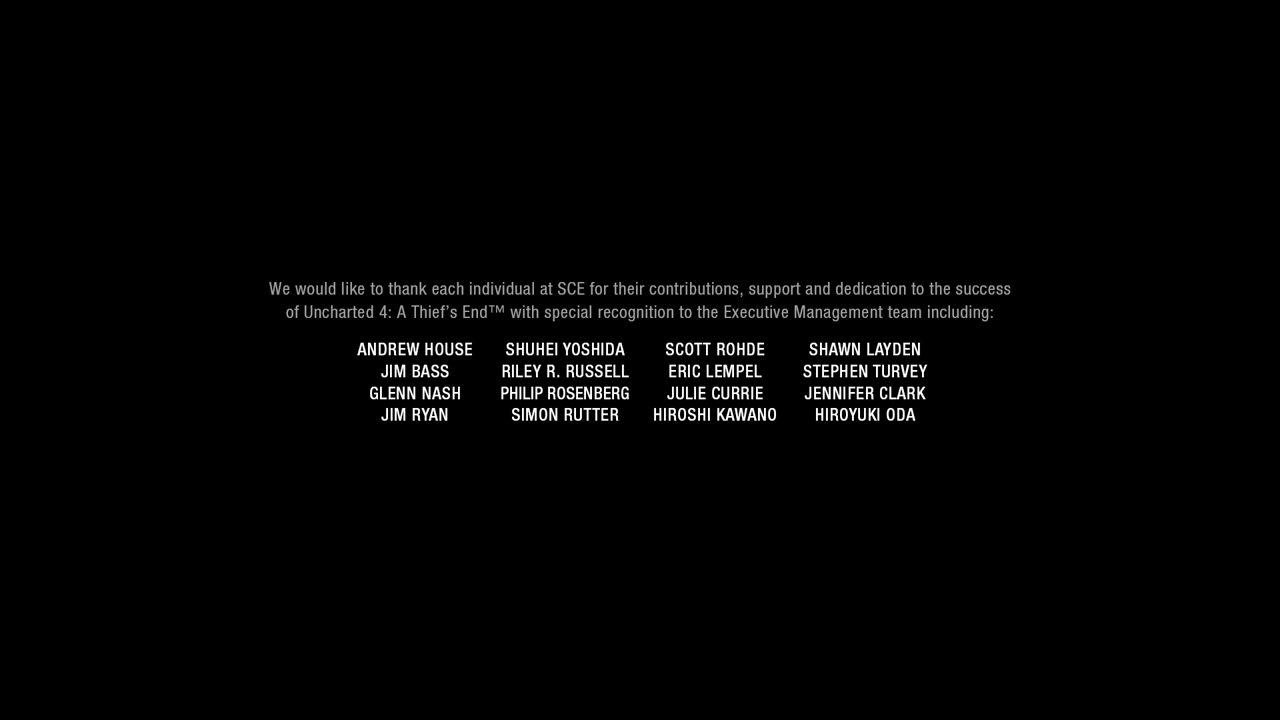 We would like to thank each individual at SCE for their contributions, support and dedication to the success
of Uncharted 4: A Thief's End™ with special recognition to the Executive Management team including:
ANDREW HOUSE SHUHEI YOSHIDA SCOTT ROHDE SHAWN LAYDEN
JIM BASS RILEY R. RUSSELL ERIC LEMPEL STEPHEN TURVEY
GLENN NASH PHILIP ROSENBERG JULIE CURRIE JENNIFER CLARK
JIM RYAN SIMON RUTTER HIROSHI KAWANO HIROYUKI ODA